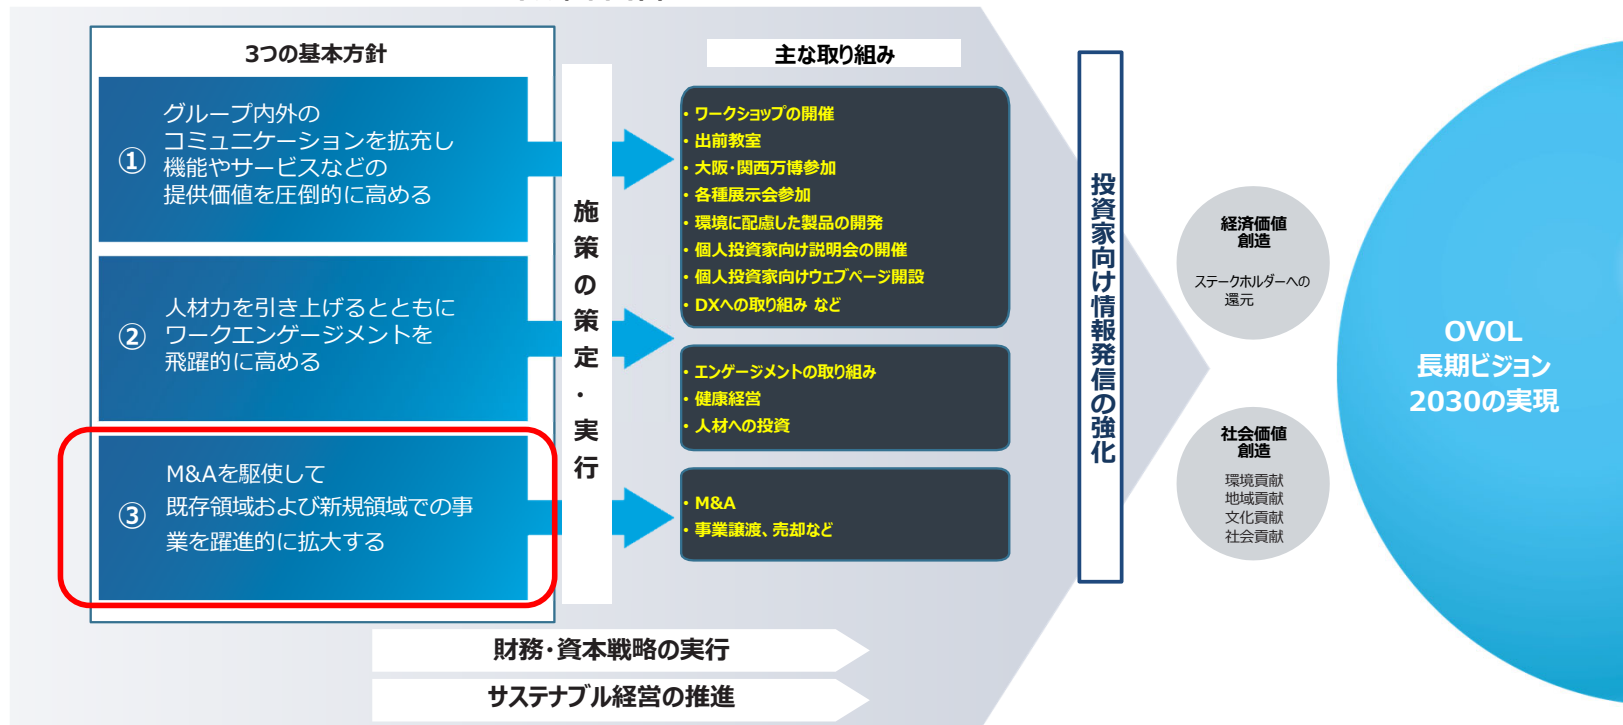 3つの基本方針
①
グループ内外の
コミュニケーションを拡充し
機能やサービスなどの
提供価値を圧倒的に高める
②
人材力を引き上げるとともに
ワークエンゲージメントを
飛躍的に高める
③
M&Aを駆使して
既存領域および新規領域での事
業を躍進的に拡大する
施策の策定・実行
主な取り組み
・ワークショップの開催
・出前教室
・大阪・関西万博参加
・各種展示会参加
・環境に配慮した製品の開発
・個人投資家向け説明会の開催
・個人投資家向けウェブページ開設
・DXへの取り組み など
・エンゲージメントの取り組み
・健康経営
・人材への投資
・M&A
・事業譲渡、売却など
投資家向け情報発信の強化
経済価値
創造
ステークホルダーへの
還元
社会価値
創造
環境貢献
地域貢献
文化貢献
社会貢献
OVOL
長期ビジョン
2030の実現
財務・資本戦略の実行
サステナブル経営の推進